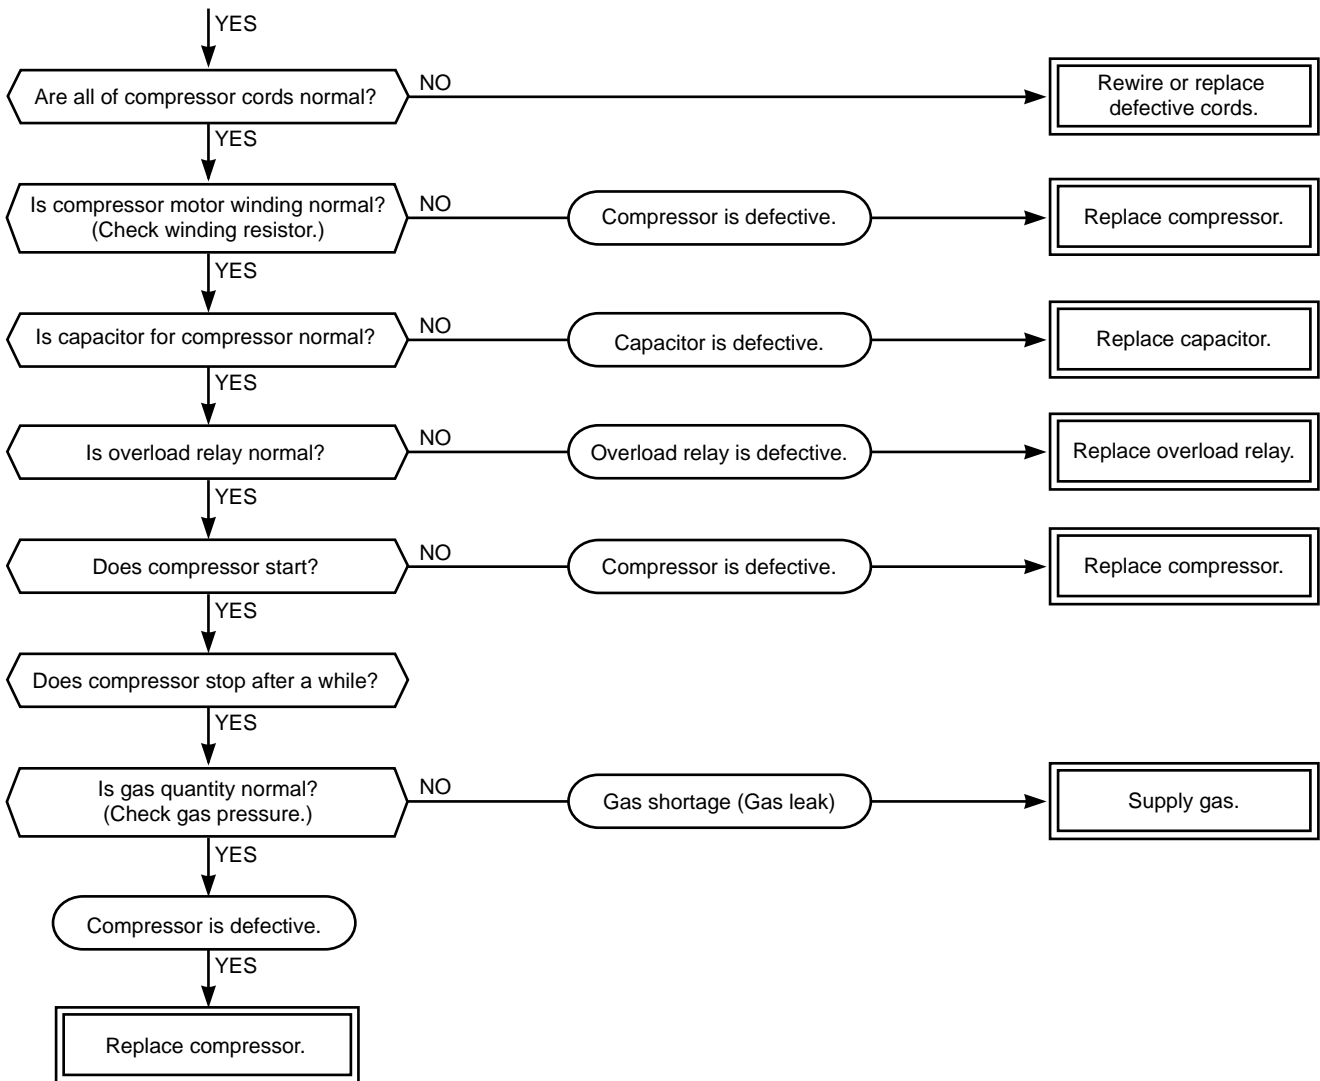 YES
Are all of compressor cords normal?
NO
Rewire or replace
defective cords.
YES
Is compressor motor winding normal?
(Check winding resistor.)
NO
Compressor is defective.
Replace compressor.
YES
Is capacitor for compressor normal?
NO
Capacitor is defective.
Replace capacitor.
YES
Is overload relay normal?
NO
Overload relay is defective.
Replace overload relay.
YES
Does compressor start?
NO
Compressor is defective.
Replace compressor.
YES
Does compressor stop after a while?
YES
Is gas quantity normal?
(Check gas pressure.)
NO
Gas shortage (Gas leak)
Supply gas.
YES
Compressor is defective.
YES
Replace compressor.